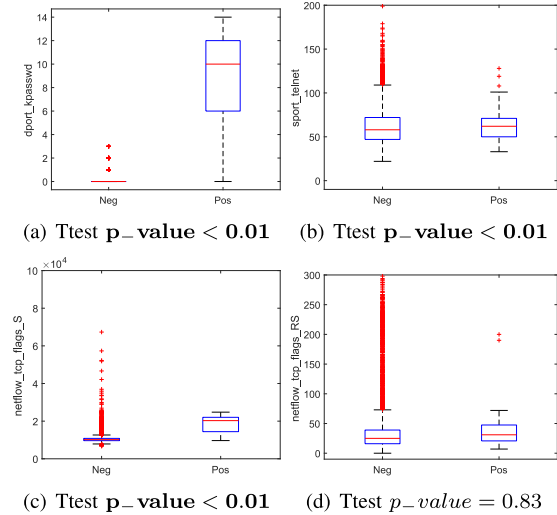 14
12
10
8
6
4
2
0
dport_kpasswd
Neg
Pos
200
150
100
50
0
sport_telnet
Neg
Pos
(a) Ttest p_value < 0.01
(b) Ttest p_value < 0.01
×10⁴
10
8
6
4
2
0
netflow_tcp_flags_S
Neg
Pos
300
250
200
150
100
50
0
netflow_tcp_flags_RS
Neg
Pos
(c) Ttest p_value < 0.01
(d) Ttest p_value = 0.83